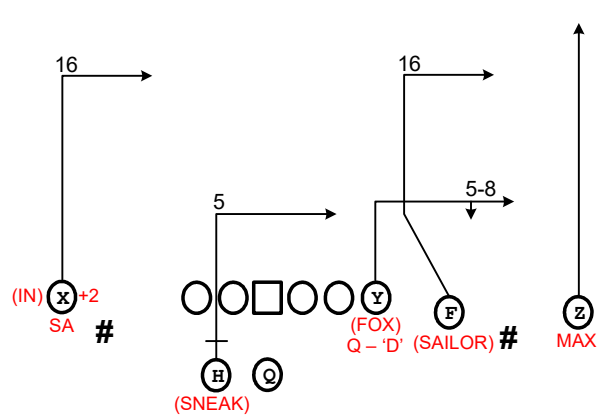 16
16
5
5-8
(IN) X +2
SA
#
Y
(FOX)
Q – 'D'
F
(SAILOR) #
Z
MAX
H
Q
(SNEAK)